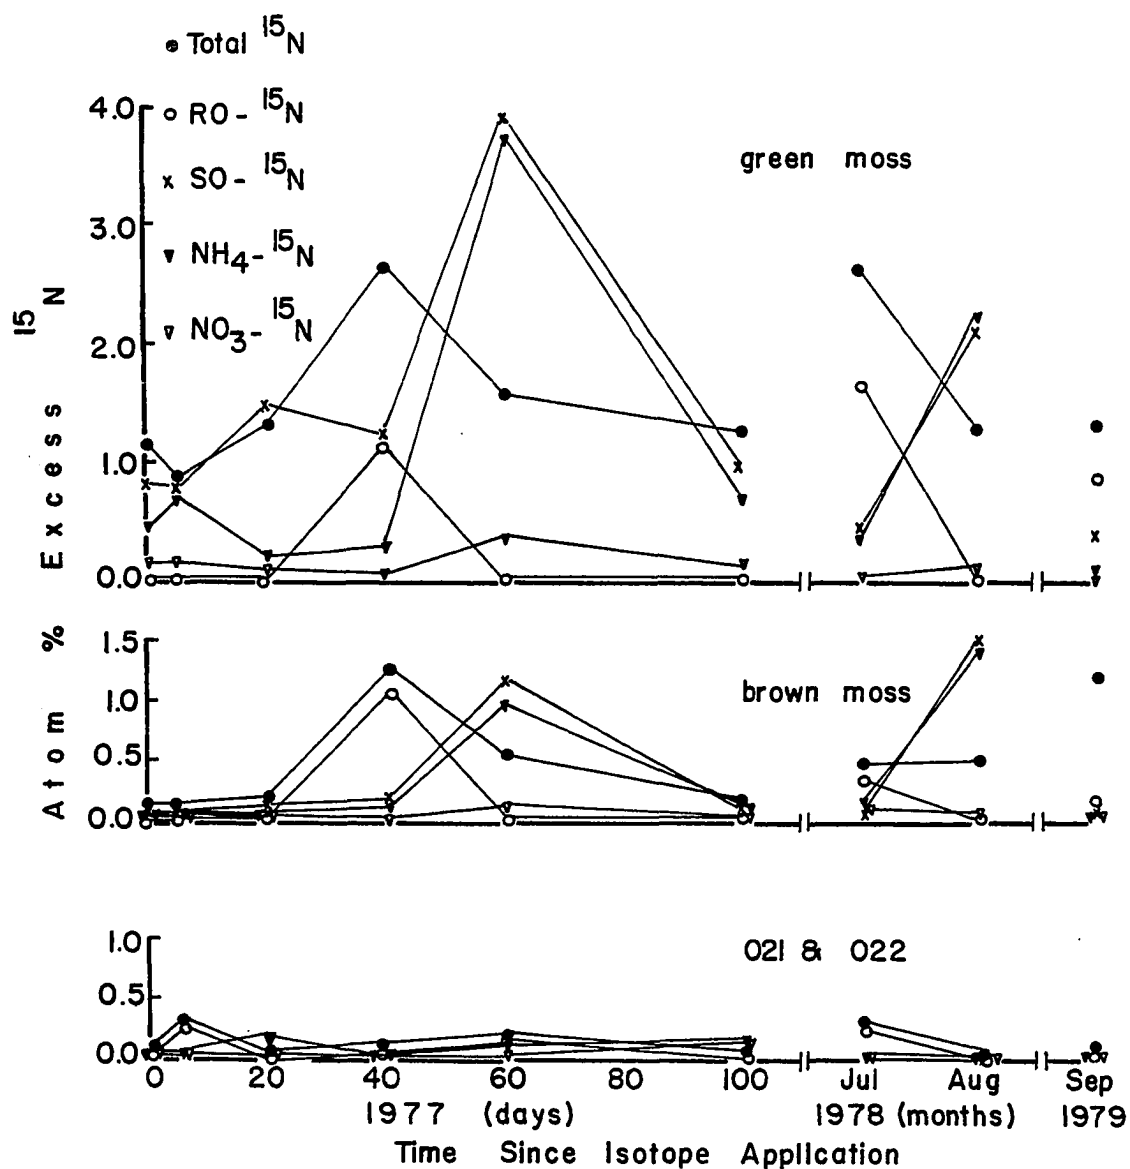 Total 15N
RO - 15N
SO - 15N
NH4 - 15N
NO3 - 15N
Atom % Excess 15N
4.0
3.0
2.0
1.0
0.0
green moss
1.5
1.0
0.5
0.0
brown moss
1.0
0.5
0.0
021 & 022
0 20 40 60 80 100 Jul Aug Sep
1977 (days) 1978 (months) 1979
Time Since Isotope Application